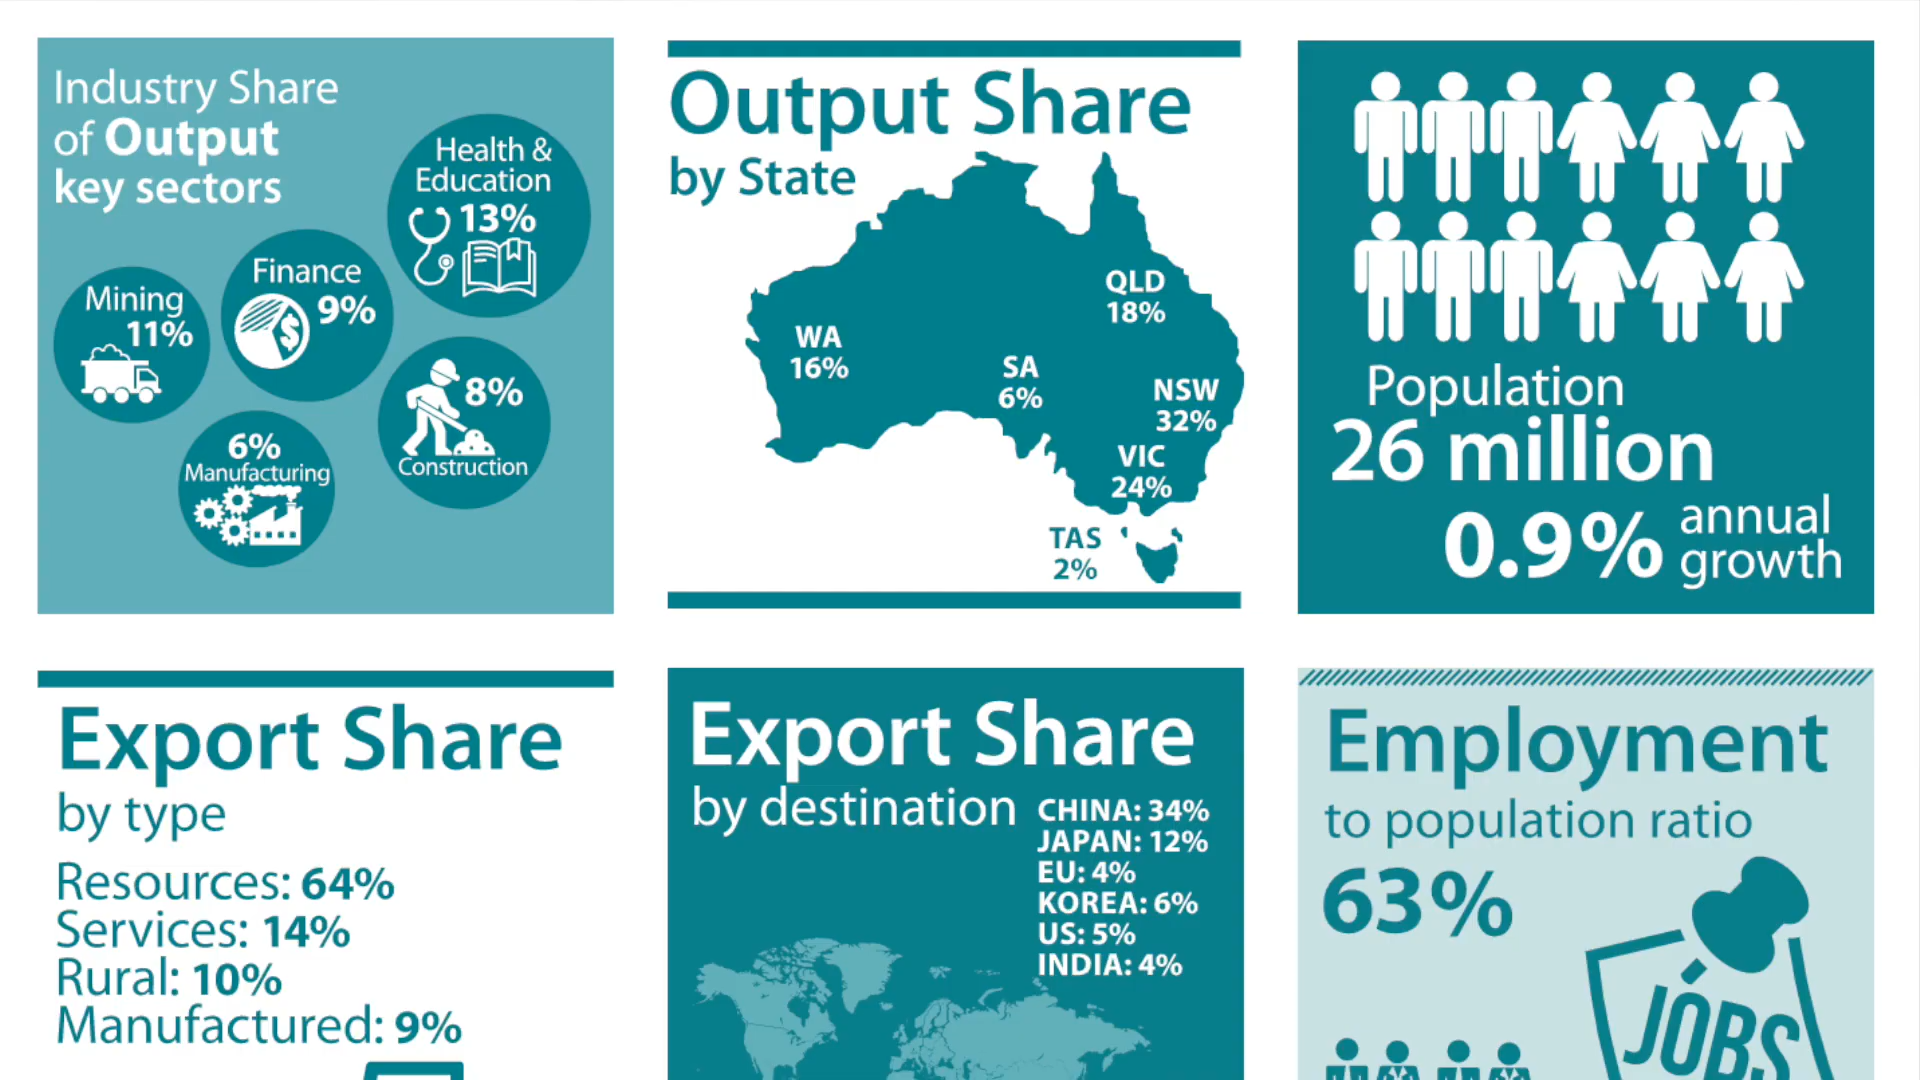 Industry Share
of Output
key sectors
Health &
Education
13%
Finance
9%
Mining
11%
8%
Construction
6%
Manufacturing
Output Share
by State
QLD
18%
WA
16%
SA
6%
NSW
32%
VIC
24%
TAS
2%
Population
26 million
0.9% annual
growth
Export Share
by type
Resources: 64%
Services: 14%
Rural: 10%
Manufactured: 9%
Export Share
by destination
CHINA: 34%
JAPAN: 12%
EU: 4%
KOREA: 6%
US: 5%
INDIA: 4%
Employment
to population ratio
63%
JOBS